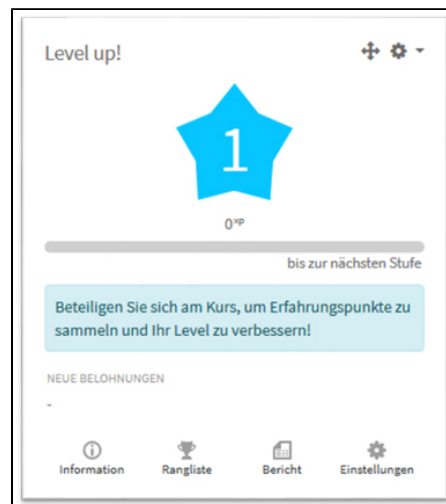 Level up!
1
0xp
bis zur nächsten Stufe
Beteiligen Sie sich am Kurs, um Erfahrungspunkte zu
sammeln und Ihr Level zu verbessern!
NEUE BELOHNUNGEN
-
Information Rangliste Bericht Einstellungen